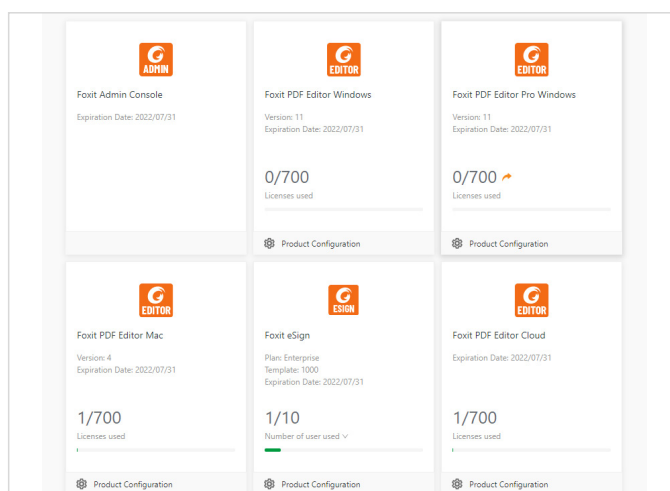 ADMIN
Foxit Admin Console
Expiration Date: 2022/07/31
EDITOR
Foxit PDF Editor Windows
Version: 11
Expiration Date: 2022/07/31
0/700
Licenses used
Product Configuration
EDITOR
Foxit PDF Editor Pro Windows
Version: 11
Expiration Date: 2022/07/31
0/700
Licenses used
Product Configuration
EDITOR
Foxit PDF Editor Mac
Version: 4
Expiration Date: 2022/07/31
1/700
Licenses used
Product Configuration
ESIGN
Foxit eSign
Plan: Enterprise
Template: 1000
Expiration Date: 2022/07/31
1/10
Number of user used
Product Configuration
EDITOR
Foxit PDF Editor Cloud
Expiration Date: 2022/07/31
1/700
Licenses used
Product Configuration